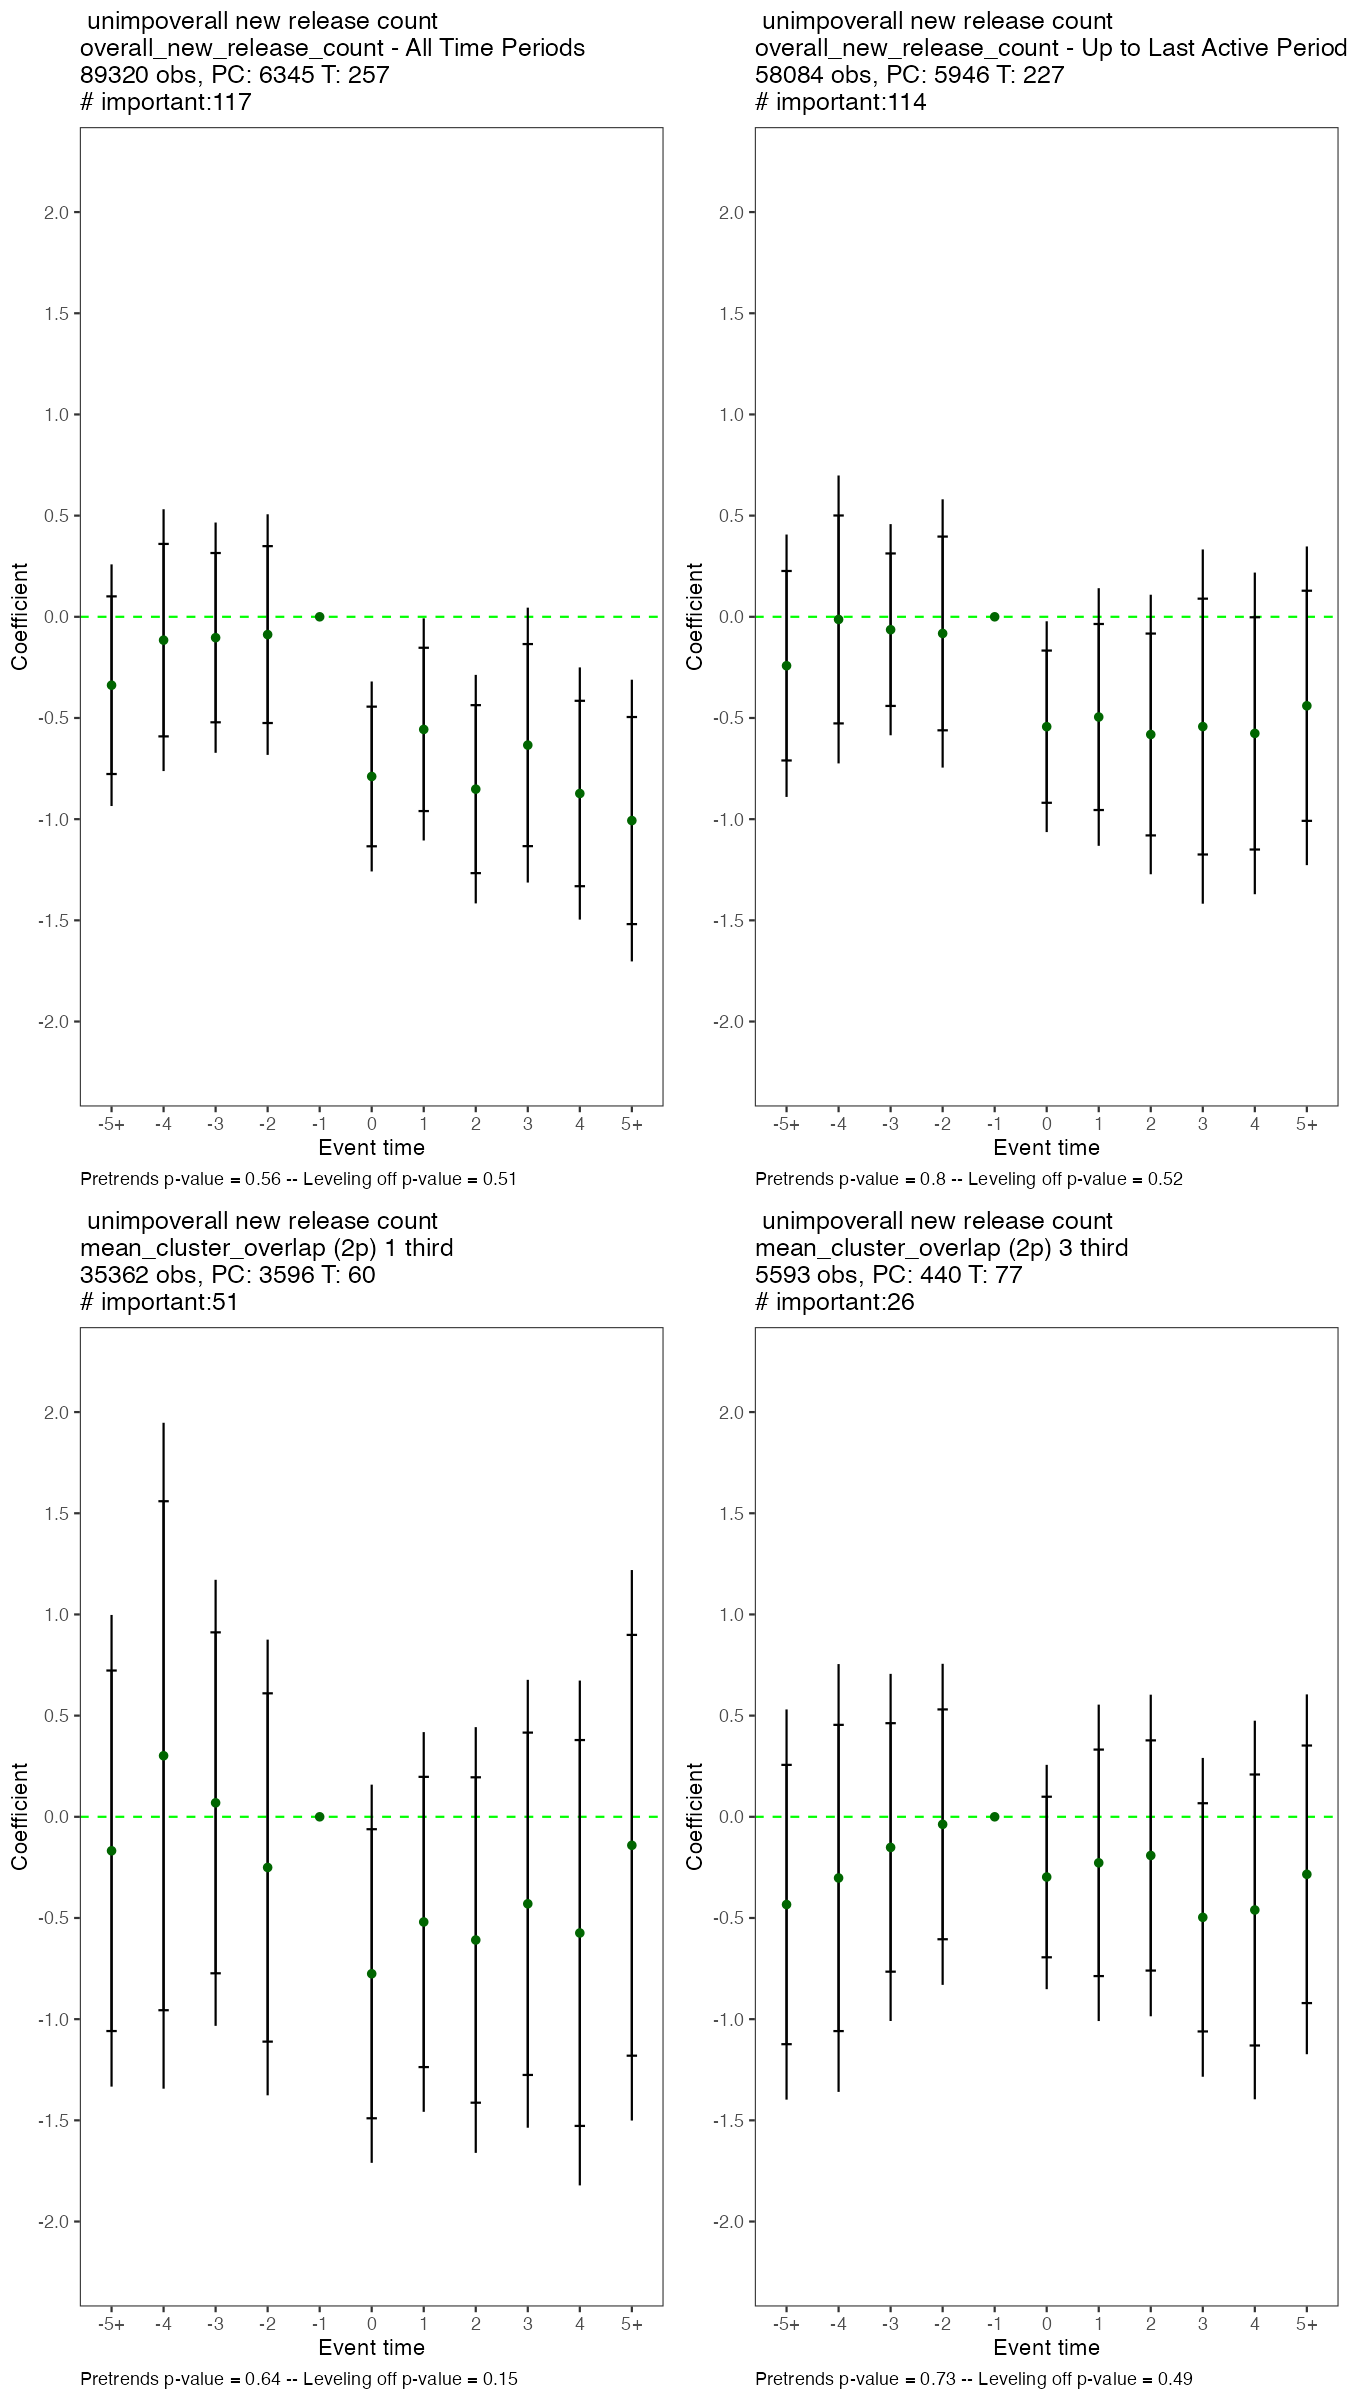 unimpoverall new release count
overall_new_release_count - All Time Periods
89320 obs, PC: 6345 T: 257
# important:117
Coefficient
2.0
1.5
1.0
0.5
0.0
-0.5
-1.0
-1.5
-2.0
-5+ -4 -3 -2 -1 0 1 2 3 4 5+
Event time
Pretrends p-value = 0.56 -- Leveling off p-value = 0.51
unimpoverall new release count
overall_new_release_count - Up to Last Active Period
58084 obs, PC: 5946 T: 227
# important:114
Coefficient
2.0
1.5
1.0
0.5
0.0
-0.5
-1.0
-1.5
-2.0
-5+ -4 -3 -2 -1 0 1 2 3 4 5+
Event time
Pretrends p-value = 0.8 -- Leveling off p-value = 0.52
unimpoverall new release count
mean_cluster_overlap (2p) 1 third
35362 obs, PC: 3596 T: 60
# important:51
Coefficient
2.0
1.5
1.0
0.5
0.0
-0.5
-1.0
-1.5
-2.0
-5+ -4 -3 -2 -1 0 1 2 3 4 5+
Event time
Pretrends p-value = 0.64 -- Leveling off p-value = 0.15
unimpoverall new release count
mean_cluster_overlap (2p) 3 third
5593 obs, PC: 440 T: 77
# important:26
Coefficient
2.0
1.5
1.0
0.5
0.0
-0.5
-1.0
-1.5
-2.0
-5+ -4 -3 -2 -1 0 1 2 3 4 5+
Event time
Pretrends p-value = 0.73 -- Leveling off p-value = 0.49